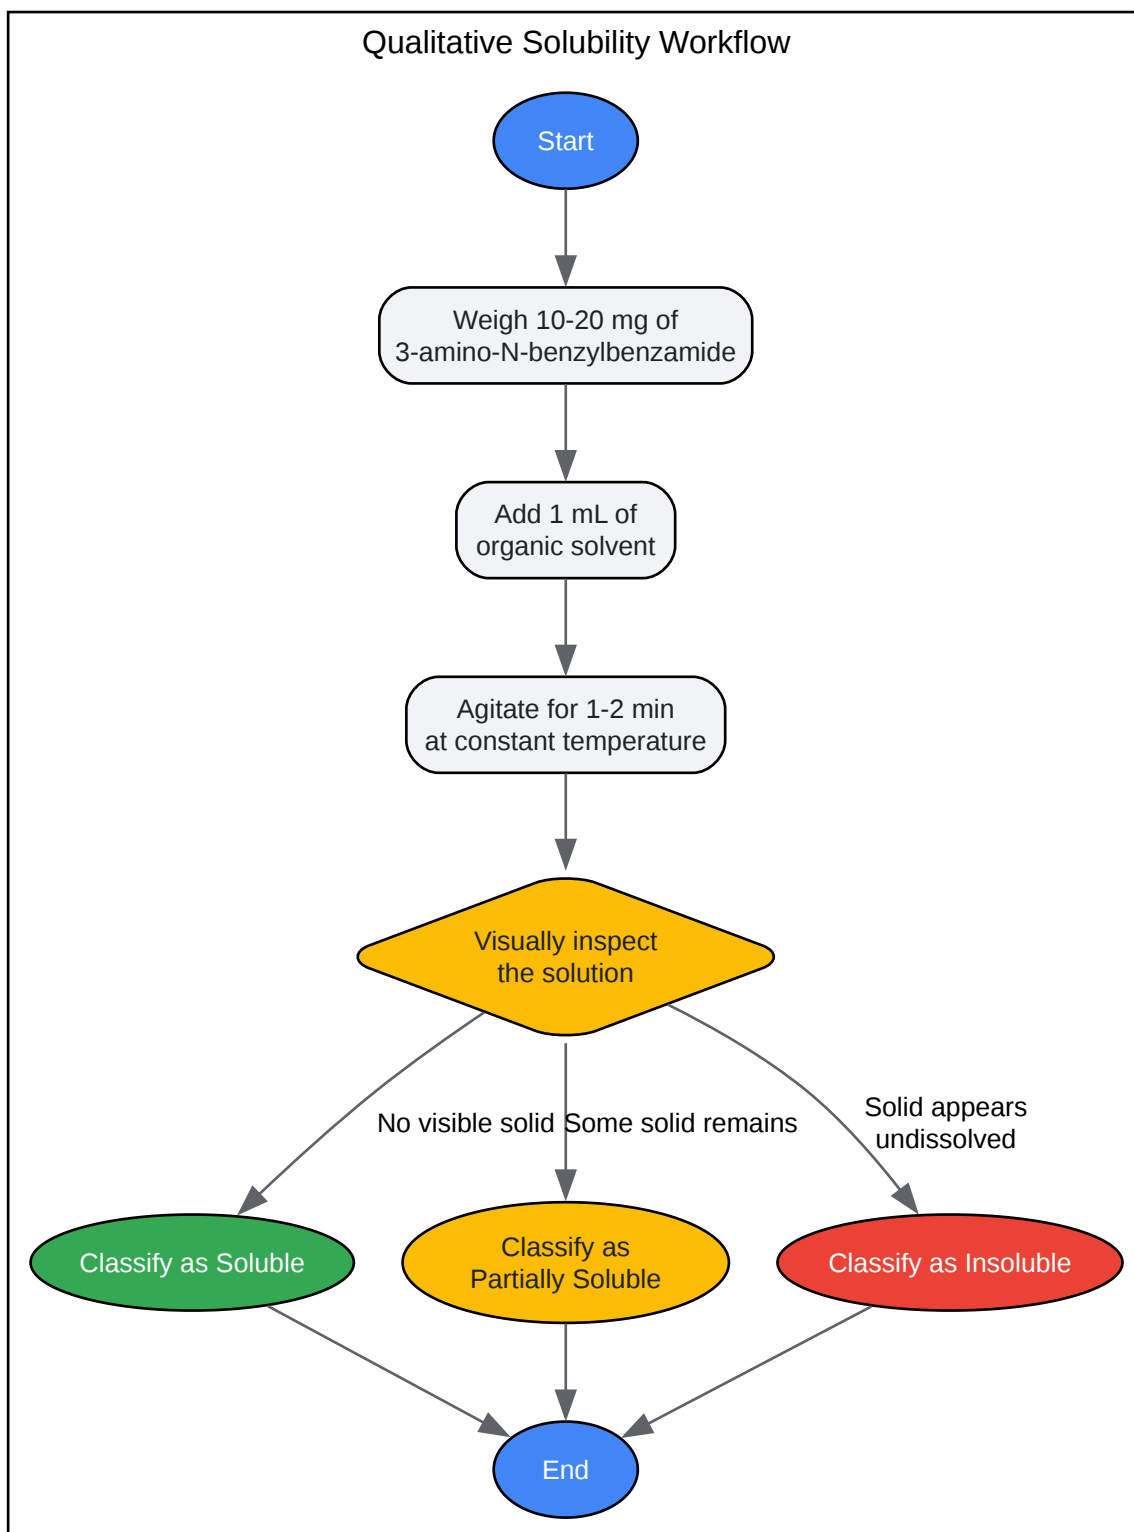 Qualitative Solubility Workflow
Start
Weigh 10-20 mg of
3-amino-N-benzylbenzamide
Add 1 mL of
organic solvent
Agitate for 1-2 min
at constant temperature
Visually inspect
the solution
No visible solid
Some solid remains
Solid appears
undissolved
Classify as Soluble
Classify as
Partially Soluble
Classify as Insoluble
End